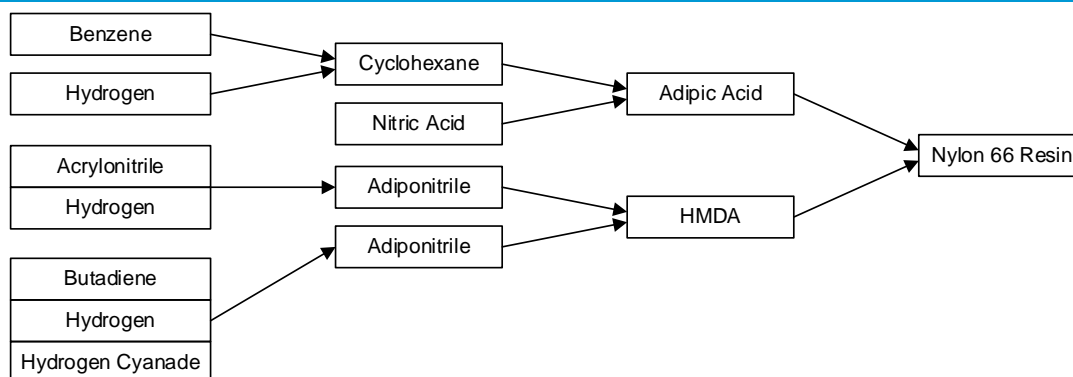 Benzene
Hydrogen
Cyclohexane
Nitric Acid
Adipic Acid
Acrylonitrile
Hydrogen
Adiponitrile
Adiponitrile
HMDA
Nylon 66 Resin
Butadiene
Hydrogen
Hydrogen Cyanade